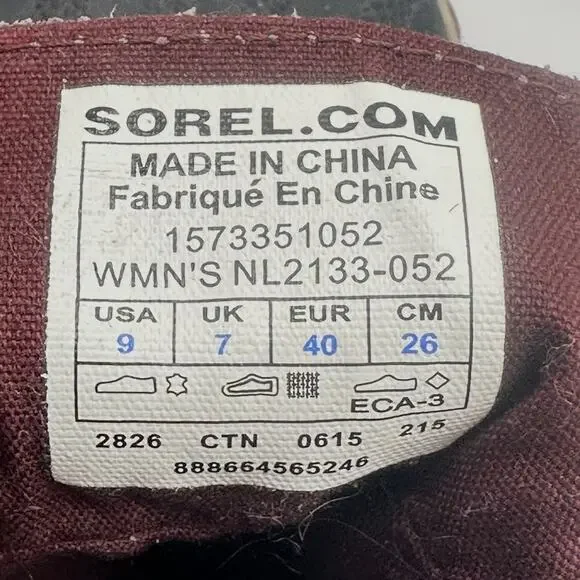 SOREL.COM
MADE IN CHINA
Fabriqué En Chine
1573351052
WMN'S NL2133-052
USA UK EUR CM
9 7 40 26
ECA-3
2826 CTN 0615 215
888664565246